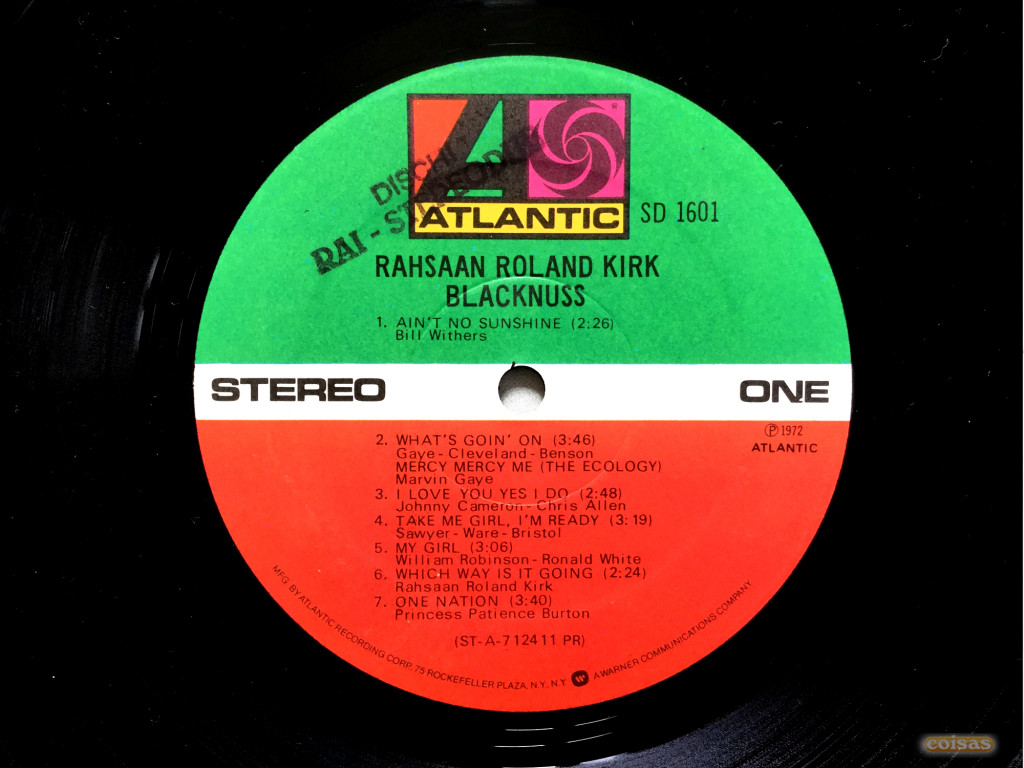 DISCHI
RAI - STEREODUE
ATLANTIC
®
SD 1601
RAHSAAN ROLAND KIRK
BLACKNUSS
1. AIN'T NO SUNSHINE (2:26)
Bill Withers
STEREO
ONE
℗ 1972
ATLANTIC
2. WHAT'S GOIN' ON (3:46)
Gaye - Cleveland - Benson
MERCY MERCY ME (THE ECOLOGY)
Marvin Gaye
3. I LOVE YOU YES I DO (2:48)
Johnny Cameron - Chris Allen
4. TAKE ME GIRL, I'M READY (3:19)
Sawyer - Ware - Bristol
5. MY GIRL (3:06)
William Robinson - Ronald White
6. WHICH WAY IS IT GOING (2:24)
Rahsaan Roland Kirk
7. ONE NATION (3:40)
Princess Patience Burton
(ST-A-712411 PR)
MFG. BY ATLANTIC RECORDING CORP. 75 ROCKEFELLER PLAZA, N.Y., N.Y. W A WARNER COMMUNICATIONS COMPANY
coisas